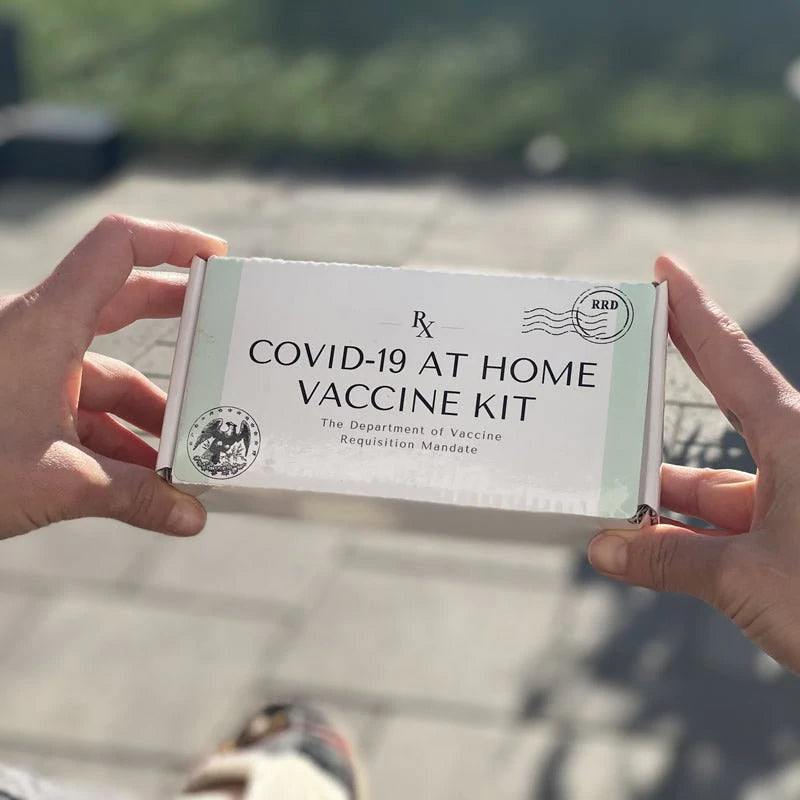 RRD
Rx
COVID-19 AT HOME
VACCINE KIT
The Department of Vaccine
Requisition Mandate